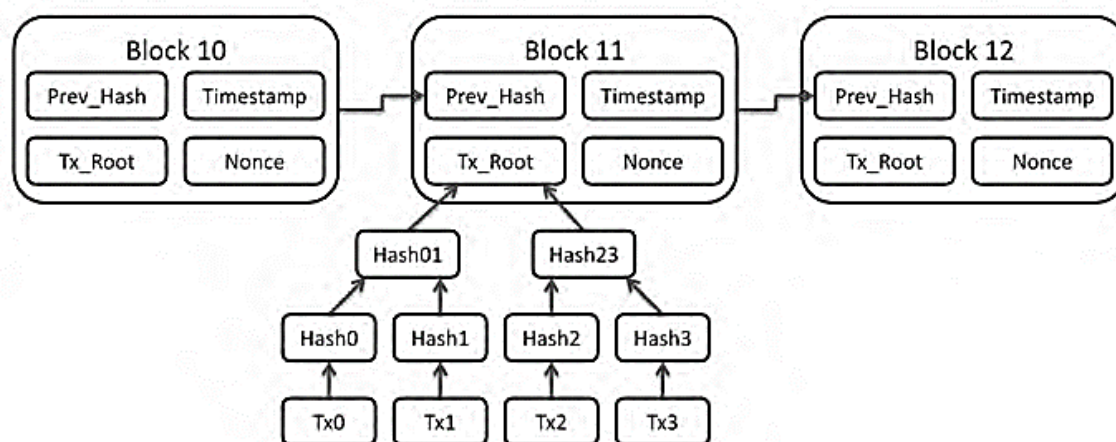 Block 10
Block 11
Block 12
Prev_Hash
Timestamp
Prev_Hash
Timestamp
Prev_Hash
Timestamp
Tx_Root
Nonce
Tx_Root
Nonce
Tx_Root
Nonce
Hash01
Hash23
Hash0
Hash1
Hash2
Hash3
Tx0
Tx1
Tx2
Tx3